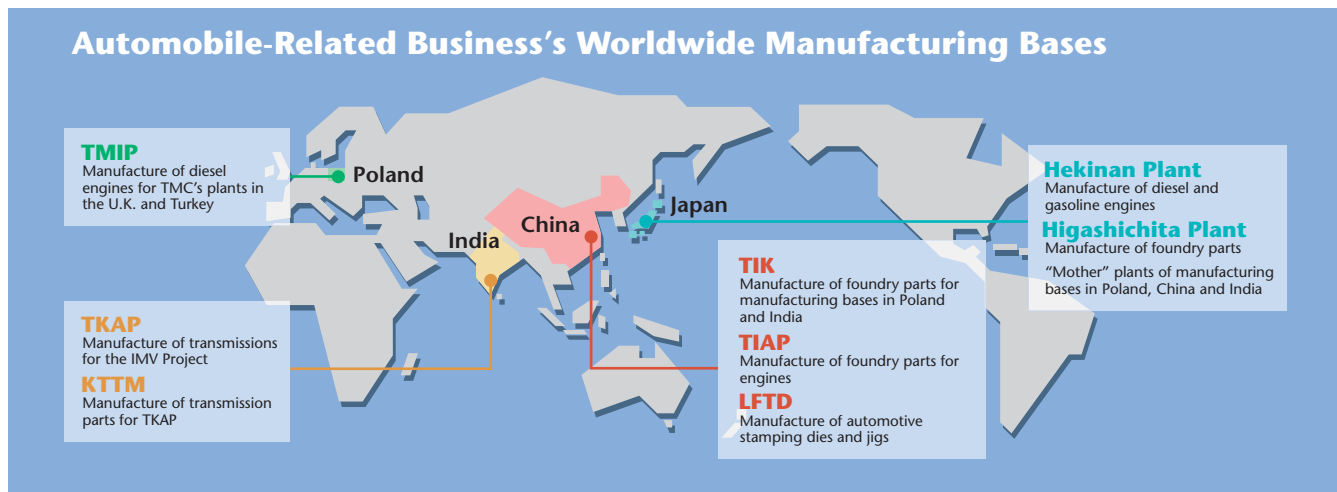 Automobile-Related Business's Worldwide Manufacturing Bases
TMIP
Manufacture of diesel
engines for TMC's plants in
the U.K. and Turkey
Poland
Japan
China
India
Hekinan Plant
Manufacture of diesel and
gasoline engines
Higashichita Plant
Manufacture of foundry parts
“Mother” plants of manufacturing
bases in Poland, China and India
TKAP
Manufacture of transmissions
for the IMV Project
KTTM
Manufacture of transmission
parts for TKAP
TIK
Manufacture of foundry parts for
manufacturing bases in Poland
and India
TIAP
Manufacture of foundry parts for
engines
LFTD
Manufacture of automotive
stamping dies and jigs